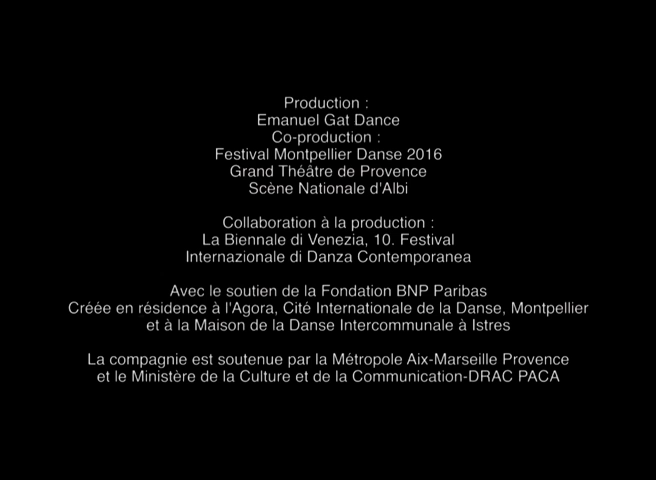 Production :
Emanuel Gat Dance
Co-production :
Festival Montpellier Danse 2016
Grand Théâtre de Provence
Scène Nationale d'Albi
Collaboration à la production :
La Biennale di Venezia, 10. Festival
Internazionale di Danza Contemporanea
Avec le soutien de la Fondation BNP Paribas
Créée en résidence à l'Agora, Cité Internationale de la Danse, Montpellier
et à la Maison de la Danse Intercommunale à Istres
La compagnie est soutenue par la Métropole Aix-Marseille Provence
et le Ministère de la Culture et de la Communication-DRAC PACA